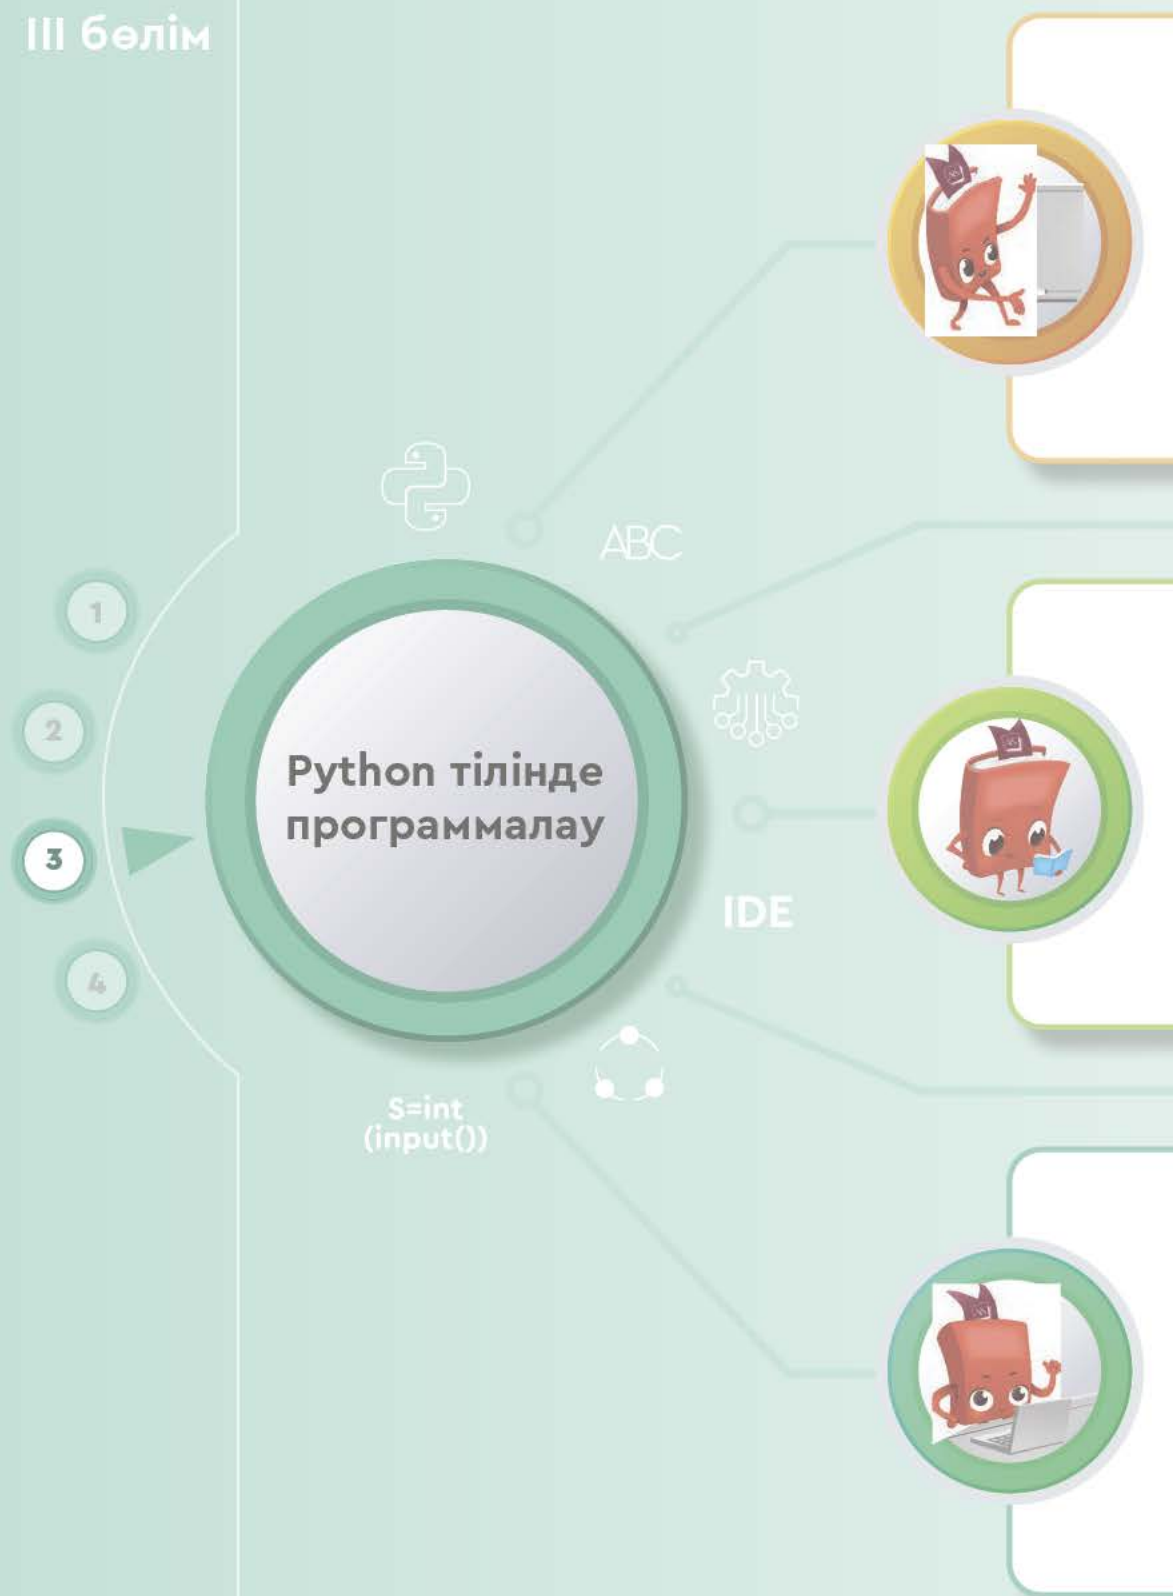 III бөлім
ABC
1
2
Python тілінде
программалау
3
IDE
4
S=int
(input())